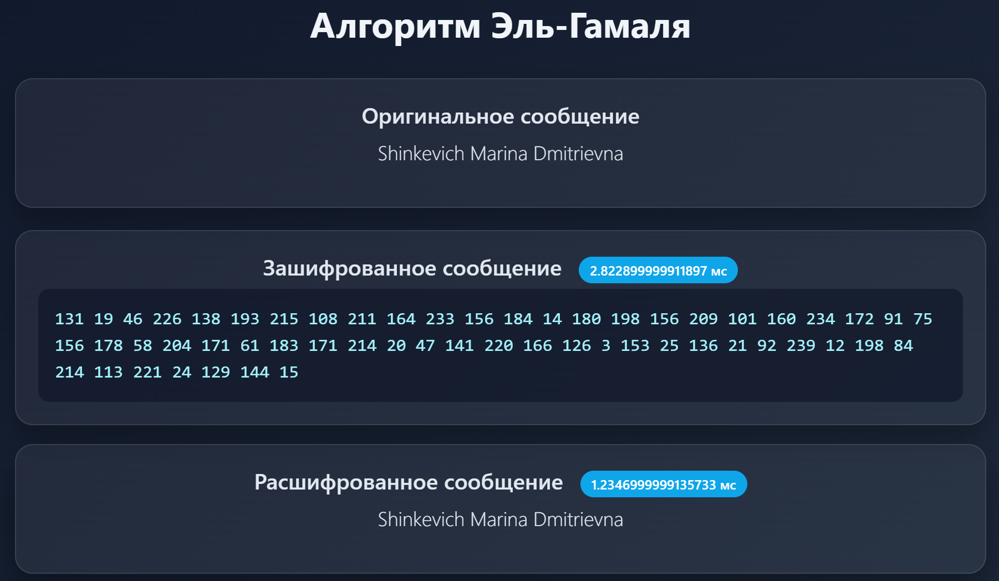 Алгоритм Эль-Гамаля
Оригинальное сообщение
Shinkevich Marina Dmitrievna
Зашифрованное сообщение 2.822899999911897 мс
131 19 46 226 138 193 215 108 211 164 233 156 184 14 180 198 156 209 101 160 234 172 91 75
156 178 58 204 171 61 183 171 214 20 47 141 220 166 126 3 153 25 136 21 92 239 12 198 84
214 113 221 24 129 144 15
Расшифрованное сообщение 1.2346999999135733 мс
Shinkevich Marina Dmitrievna